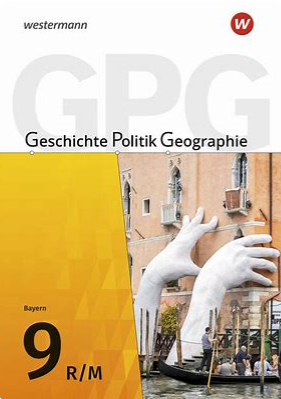 westermann
W
GPG
Geschichte Politik Geographie
Bayern
9 R/M